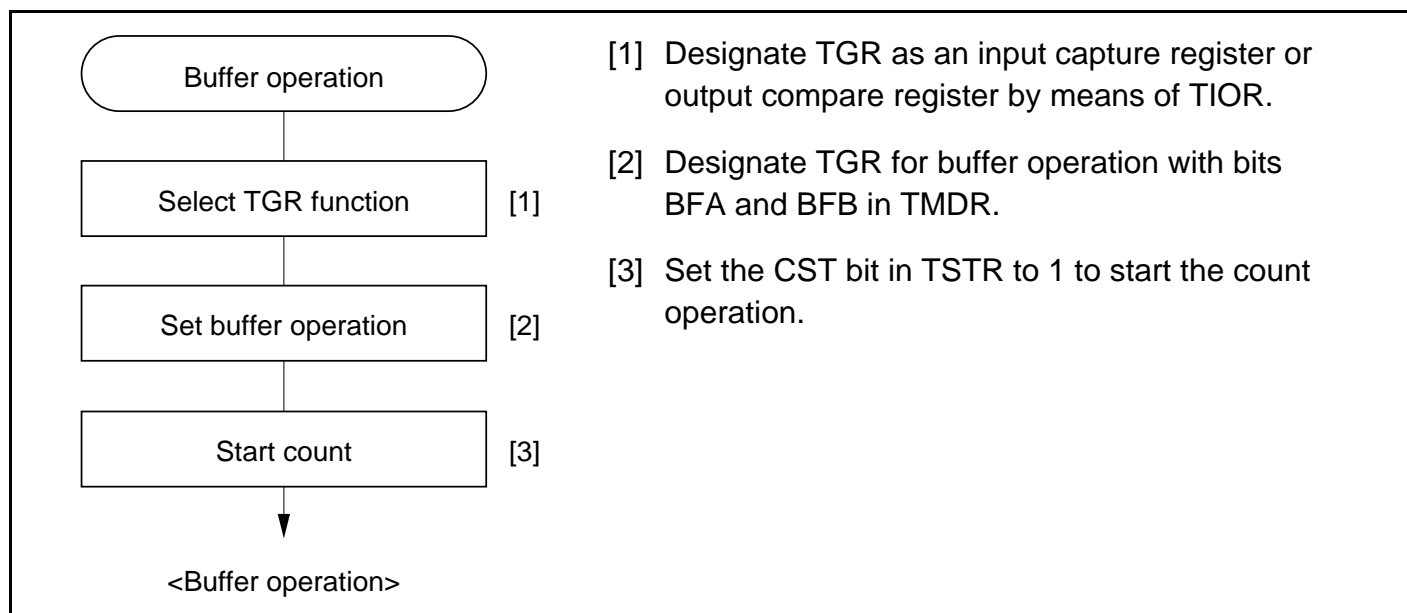 Buffer operation
Select TGR function [1]
Set buffer operation [2]
Start count [3]
<Buffer operation>
[1] Designate TGR as an input capture register or
output compare register by means of TIOR.
[2] Designate TGR for buffer operation with bits
BFA and BFB in TMDR.
[3] Set the CST bit in TSTR to 1 to start the count
operation.